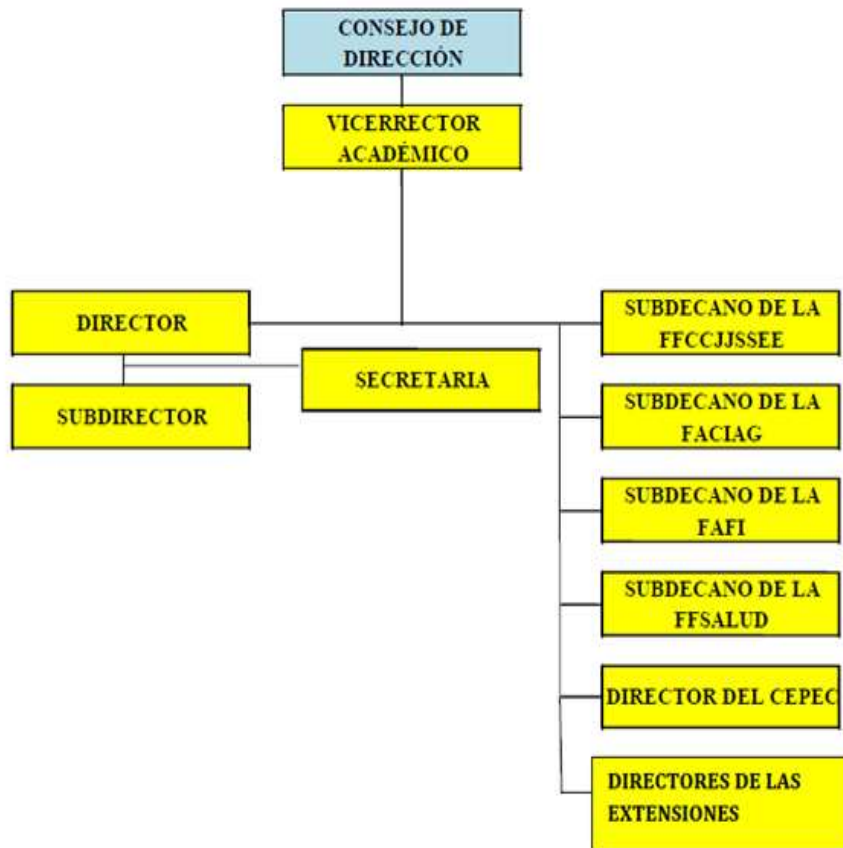 CONSEJO DE
DIRECCIÓN
VICERRECTOR
ACADÉMICO
DIRECTOR
SECRETARIA
SUBDIRECTOR
SUBDECANO DE LA
FFCCJJSSEE
SUBDECANO DE LA
FACIAG
SUBDECANO DE LA
FAFI
SUBDECANO DE LA
FFSALUD
DIRECTOR DEL CEPEC
DIRECTORES DE LAS
EXTENSIONES